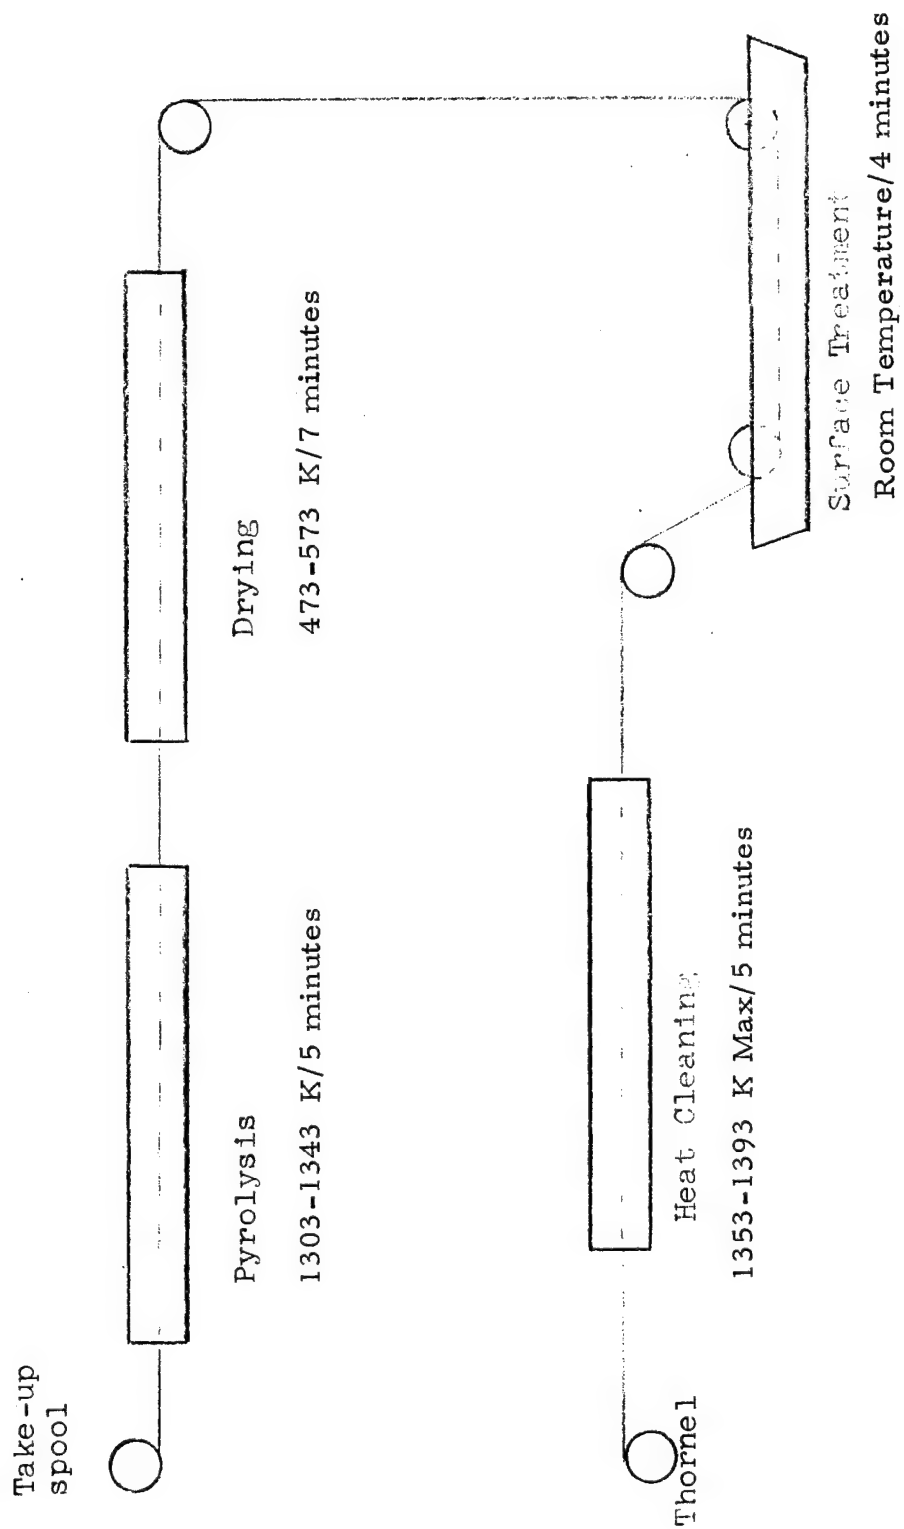 Take-up
spool
Pyrolysis
1303-1343 K/5 minutes
Drying
473-573 K/7 minutes
Thornel
Heat Cleaning
1353-1393 K Max/5 minutes
Surface Treatment
Room Temperature/4 minutes